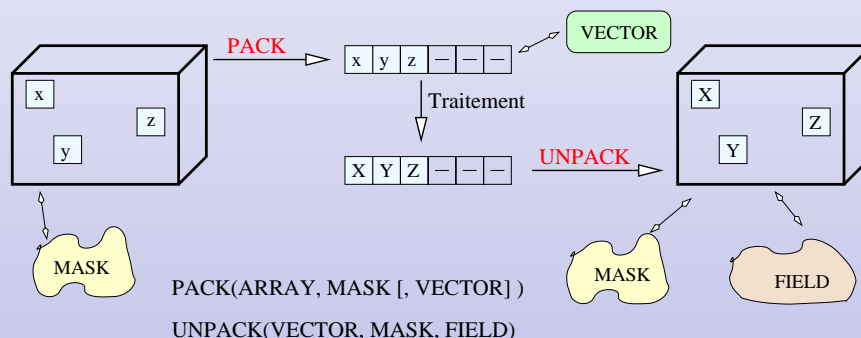 PACK
x y z — — —
VECTOR
x
z
y
Traitement
X
Z
Y
X Y Z — — —
UNPACK
MASK
MASK
FIELD
PACK(ARRAY, MASK [, VECTOR] )
UNPACK(VECTOR, MASK, FIELD)